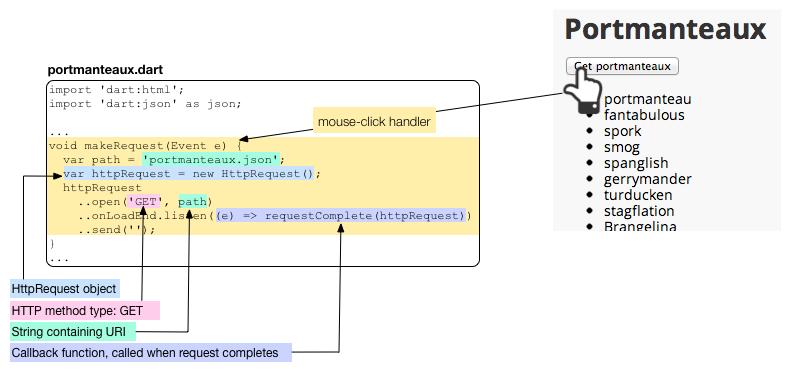 Portmanteaux
Get portmanteaux
portmanteau
fantabulous
spork
smog
spanglish
gerrymander
turducken
stagflation
Brangelina
portmanteaux.dart
import 'dart:html';
import 'dart:json' as json;
...
mouse-click handler
void makeRequest(Event e) {
var path = 'portmanteaux.json';
var httpRequest = new HttpRequest();
httpRequest
..open('GET', path)
..onLoadEnd.listen((e) => requestComplete(httpRequest))
..send('');
}
...
HttpRequest object
HTTP method type: GET
String containing URI
Callback function, called when request completes